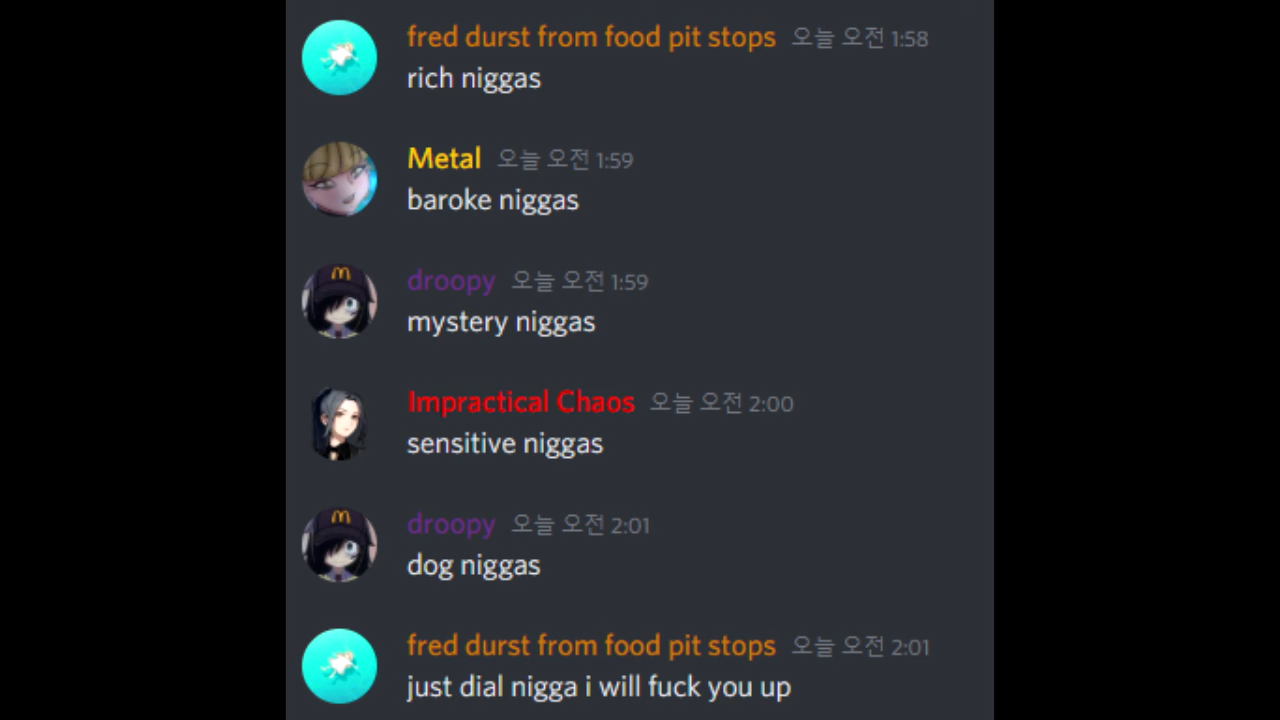 fred durst from food pit stops 오늘 오전 1:58
rich niggas
Metal 오늘 오전 1:59
baroke niggas
droopy 오늘 오전 1:59
mystery niggas
Impractical Chaos 오늘 오전 2:00
sensitive niggas
droopy 오늘 오전 2:01
dog niggas
fred durst from food pit stops 오늘 오전 2:01
just dial nigga i will fuck you up